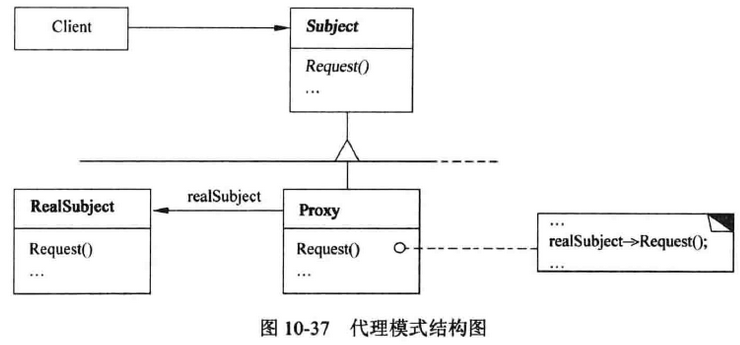 Client
Subject
Request()
...
RealSubject
Request()
...
realSubject
Proxy
Request()
...
...
realSubject->Request();
...
图 10-37 代理模式结构图